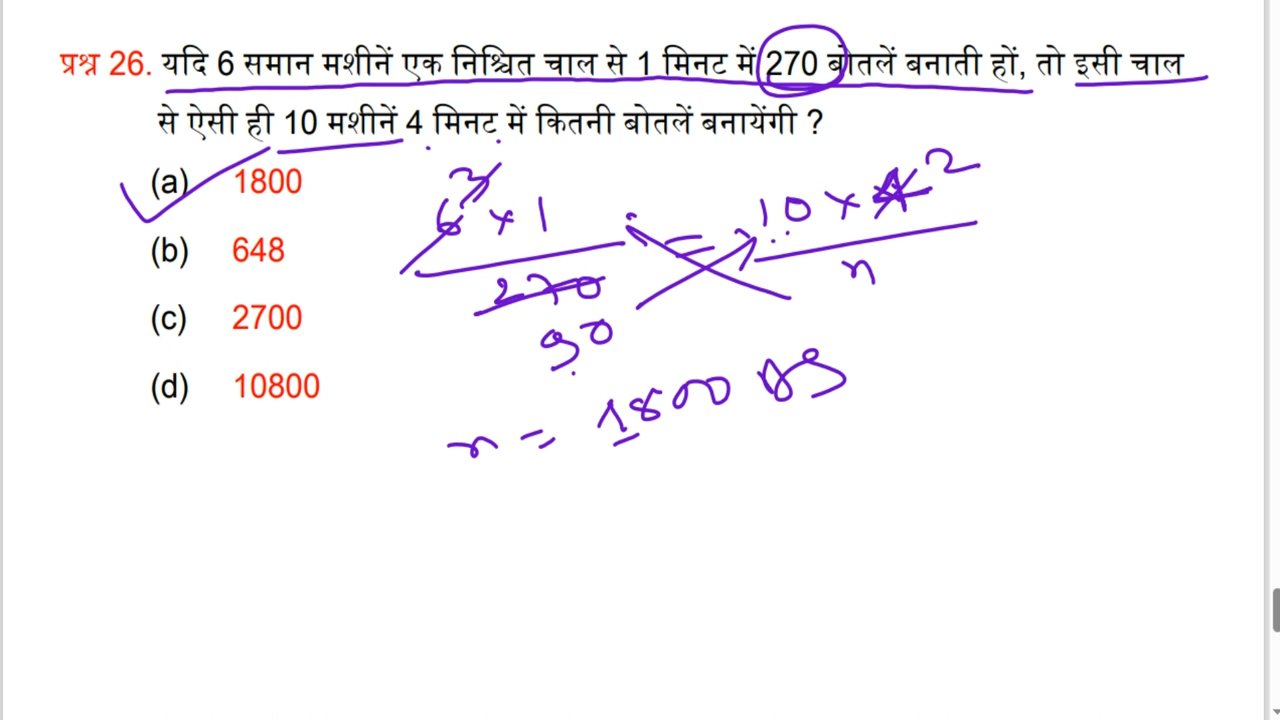 प्रश्न 26. यदि 6 समान मशीनें एक निश्चित चाल से 1 मिनट में 270 बोतलें बनाती हों, तो इसी चाल
से ऐसी ही 10 मशीनें 4 मिनट में कितनी बोतलें बनायेंगी ?
(a) 1800
(b) 648
(c) 2700
(d) 10800
3 2
6 × 1 = 10 × 4
270 n
90
n = 1800